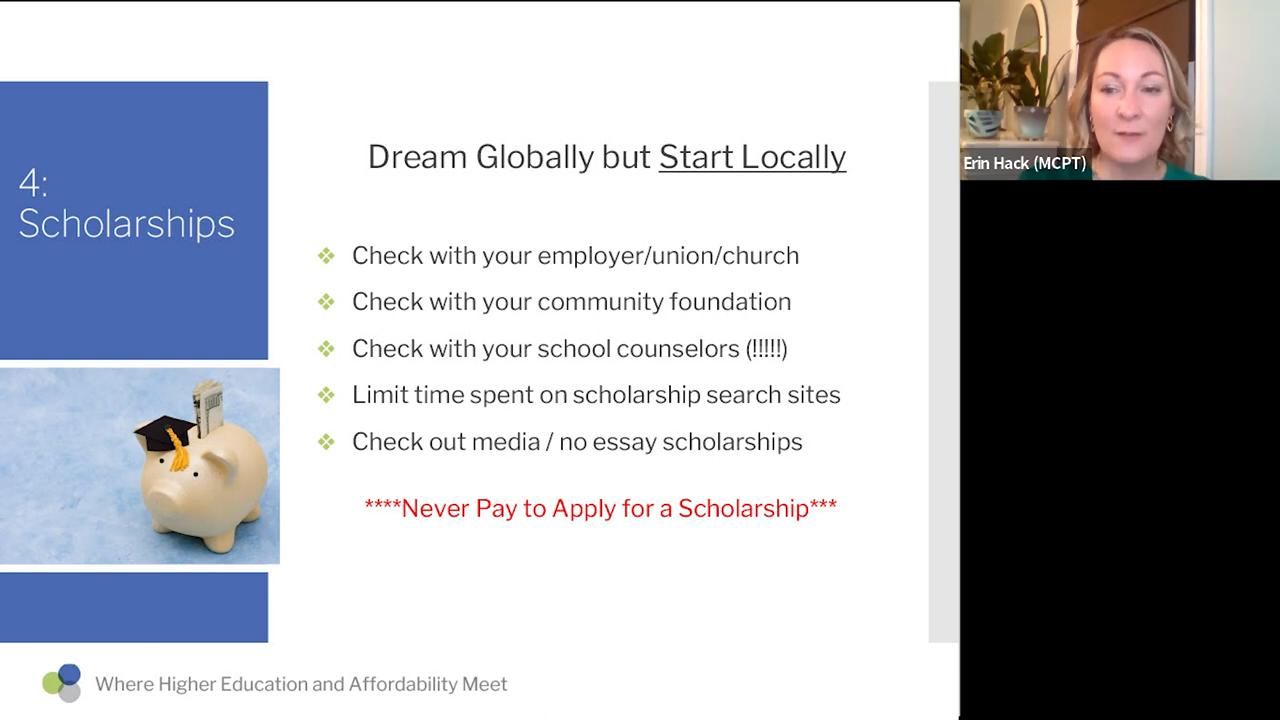 4:
Scholarships
Dream Globally but Start Locally
❖ Check with your employer/union/church
❖ Check with your community foundation
❖ Check with your school counselors (!!!!!)
❖ Limit time spent on scholarship search sites
❖ Check out media / no essay scholarships
****Never Pay to Apply for a Scholarship***
Where Higher Education and Affordability Meet
Erin Hack (MCPT)